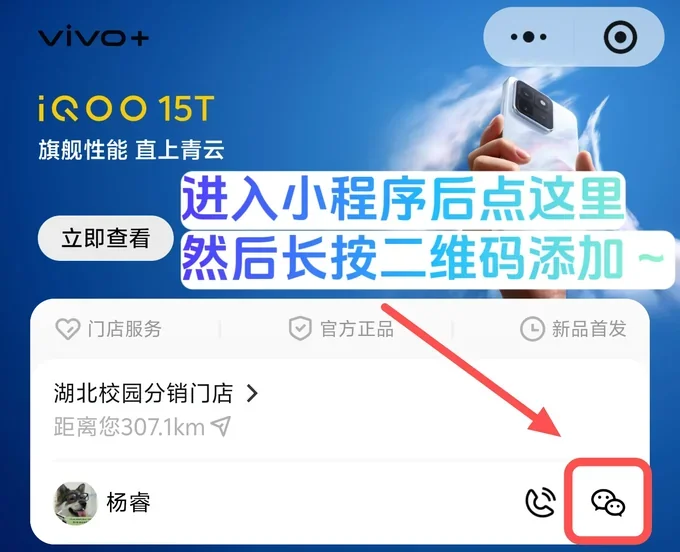 vivo+
iQOO 15T
旗舰性能 直上青云
进入小程序后点这里
立即查看
然后长按二维码添加 ~
门店服务
官方正品
新品首发
湖北校园分销门店
距离您307.1km
杨睿